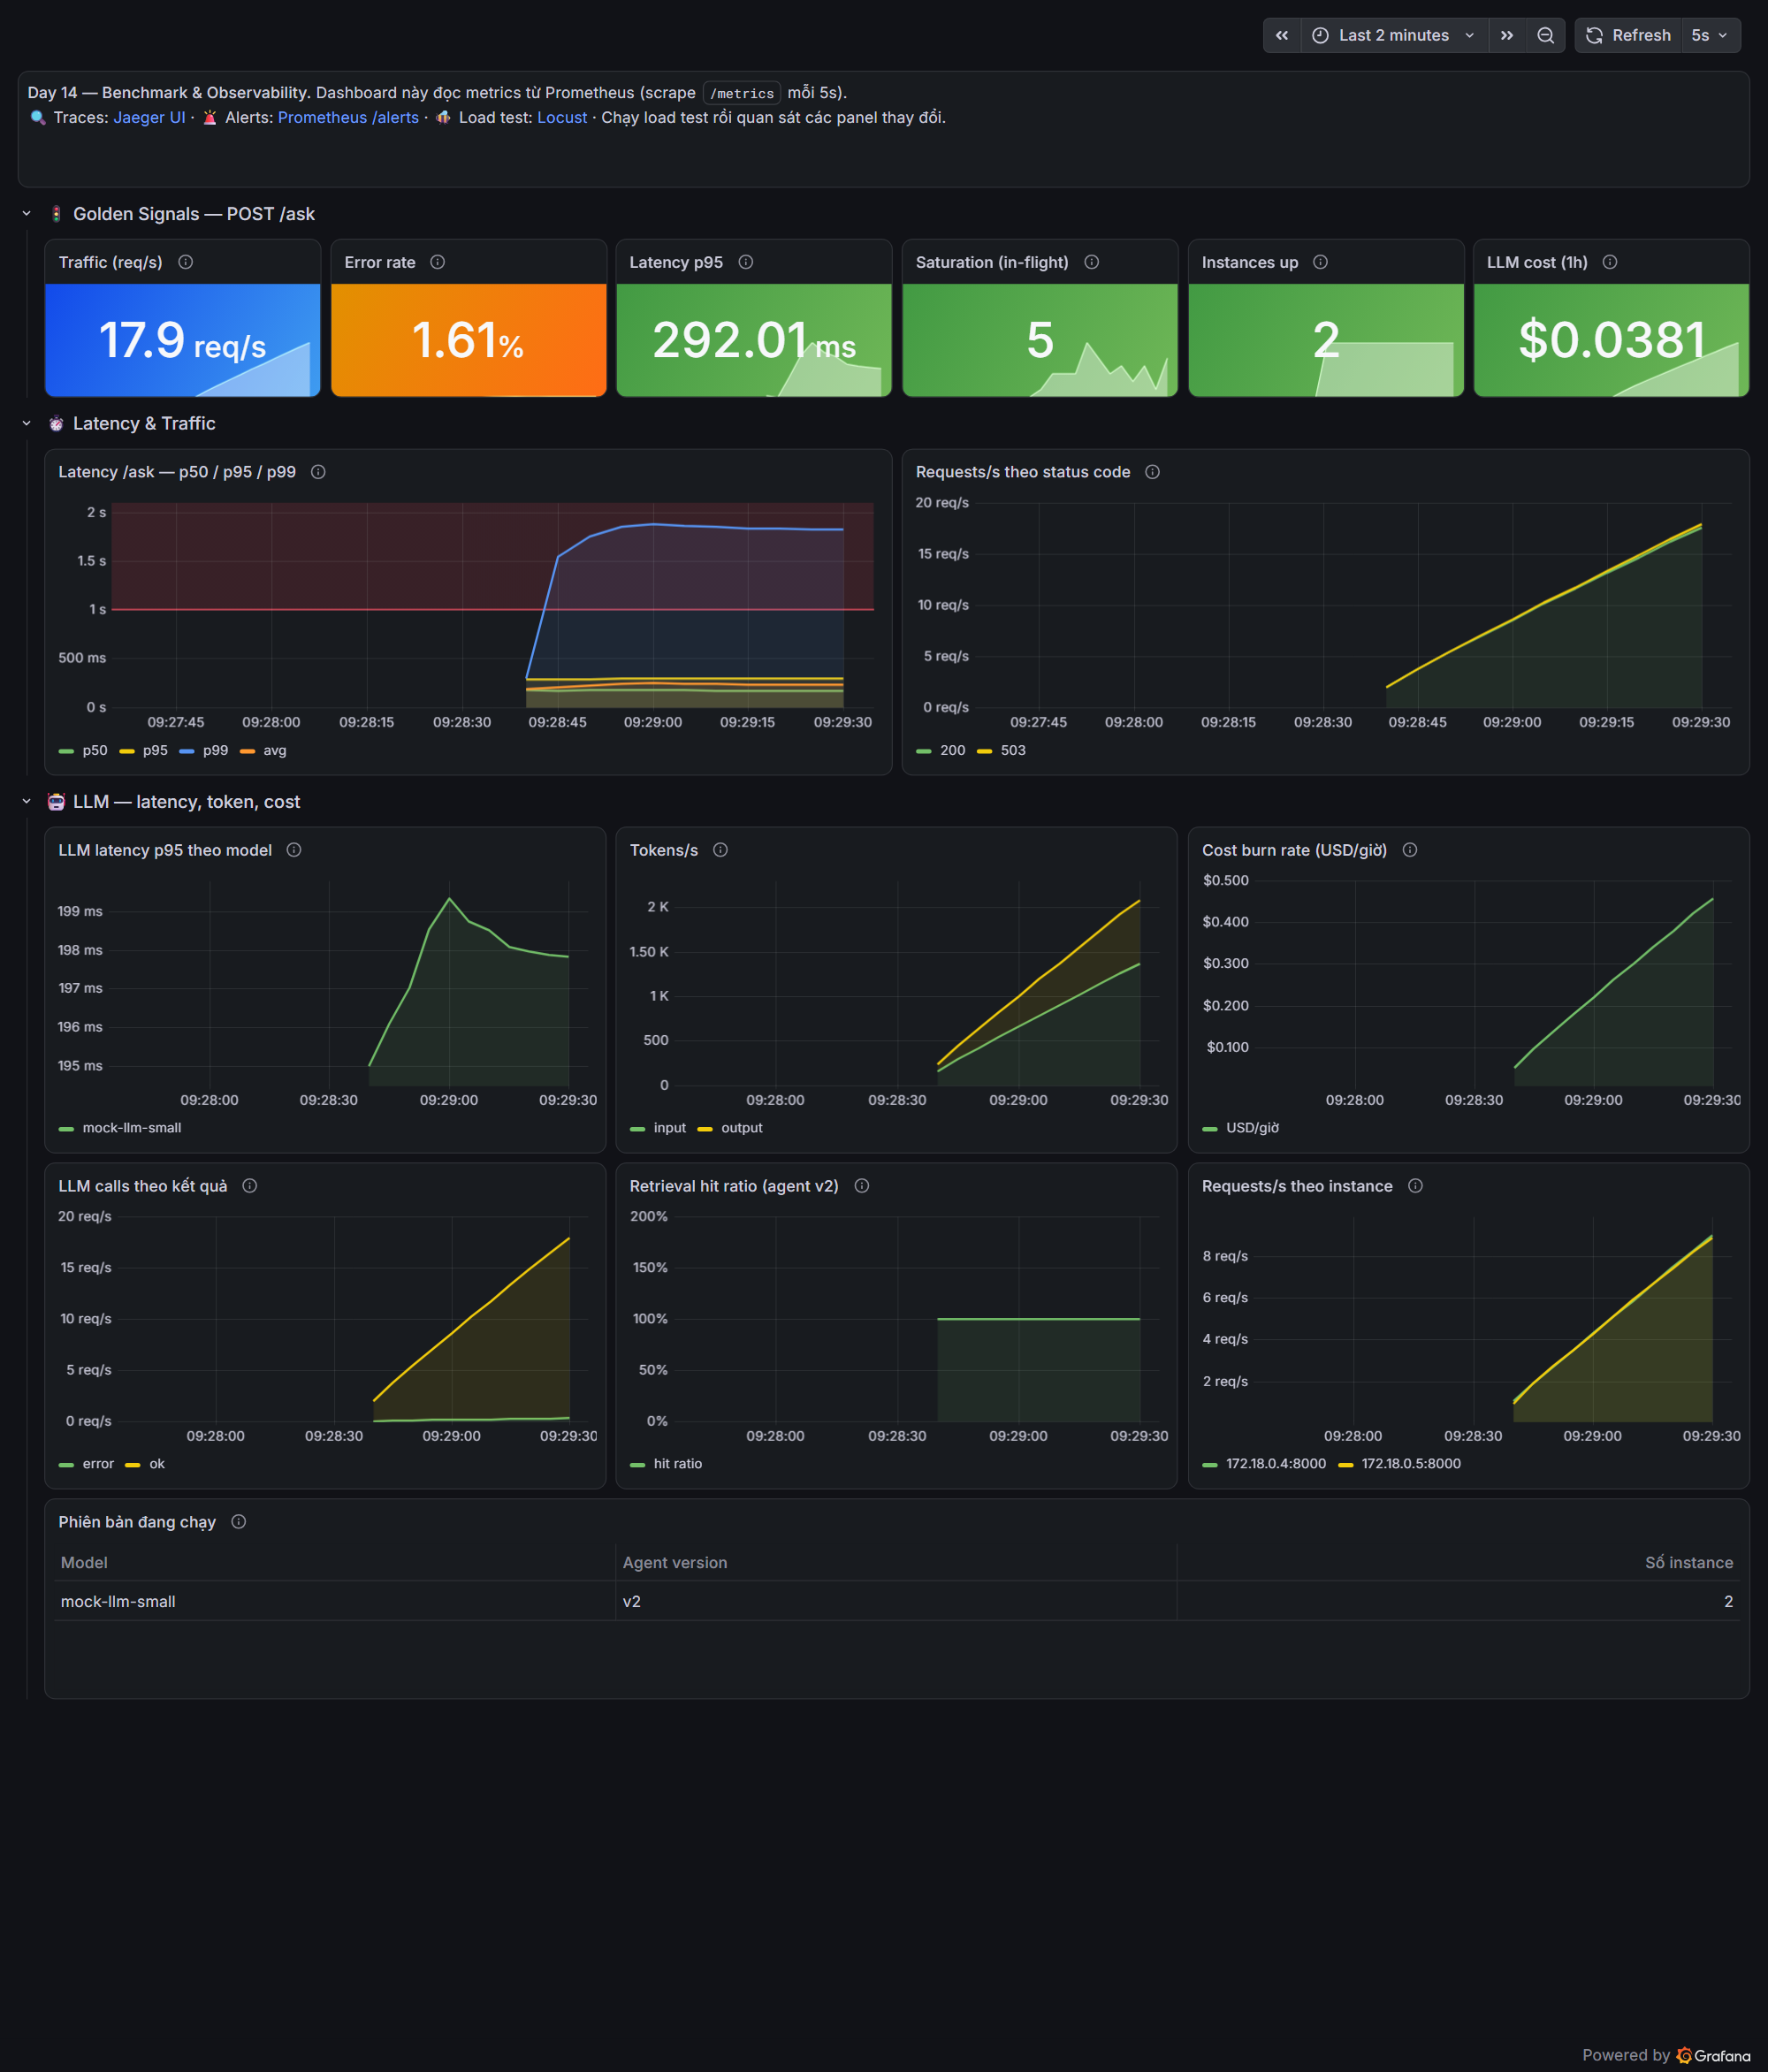 Last 2 minutes
Refresh
5s
Day 14 — Benchmark & Observability. Dashboard này đọc metrics từ Prometheus (scrape /metrics mỗi 5s).
Traces: Jaeger UI · Alerts: Prometheus /alerts · Load test: Locust · Chạy load test rồi quan sát các panel thay đổi.
Golden Signals — POST /ask
Traffic (req/s)
17.9 req/s
Error rate
1.61%
Latency p95
292.01 ms
Saturation (in-flight)
5
Instances up
2
LLM cost (1h)
$0.0381
Latency & Traffic
Latency /ask — p50 / p95 / p99
2 s
1.5 s
1 s
500 ms
0 s
09:27:45 09:28:00 09:28:15 09:28:30 09:28:45 09:29:00 09:29:15 09:29:30
p50 p95 p99 avg
Requests/s theo status code
20 req/s
15 req/s
10 req/s
5 req/s
0 req/s
09:27:45 09:28:00 09:28:15 09:28:30 09:28:45 09:29:00 09:29:15 09:29:30
200 503
LLM — latency, token, cost
LLM latency p95 theo model
199 ms
198 ms
197 ms
196 ms
195 ms
09:28:00 09:28:30 09:29:00 09:29:30
mock-llm-small
Tokens/s
2 K
1.50 K
1 K
500
0
09:28:00 09:28:30 09:29:00 09:29:30
input output
Cost burn rate (USD/giờ)
$0.500
$0.400
$0.300
$0.200
$0.100
09:28:00 09:28:30 09:29:00 09:29:30
USD/giờ
LLM calls theo kết quả
20 req/s
15 req/s
10 req/s
5 req/s
0 req/s
09:28:00 09:28:30 09:29:00 09:29:30
error ok
Retrieval hit ratio (agent v2)
200%
150%
100%
50%
0%
09:28:00 09:28:30 09:29:00 09:29:30
hit ratio
Requests/s theo instance
8 req/s
6 req/s
4 req/s
2 req/s
09:28:00 09:28:30 09:29:00 09:29:30
172.18.0.4:8000 172.18.0.5:8000
Phiên bản đang chạy
Model Agent version Số instance
mock-llm-small v2 2
Powered by Grafana